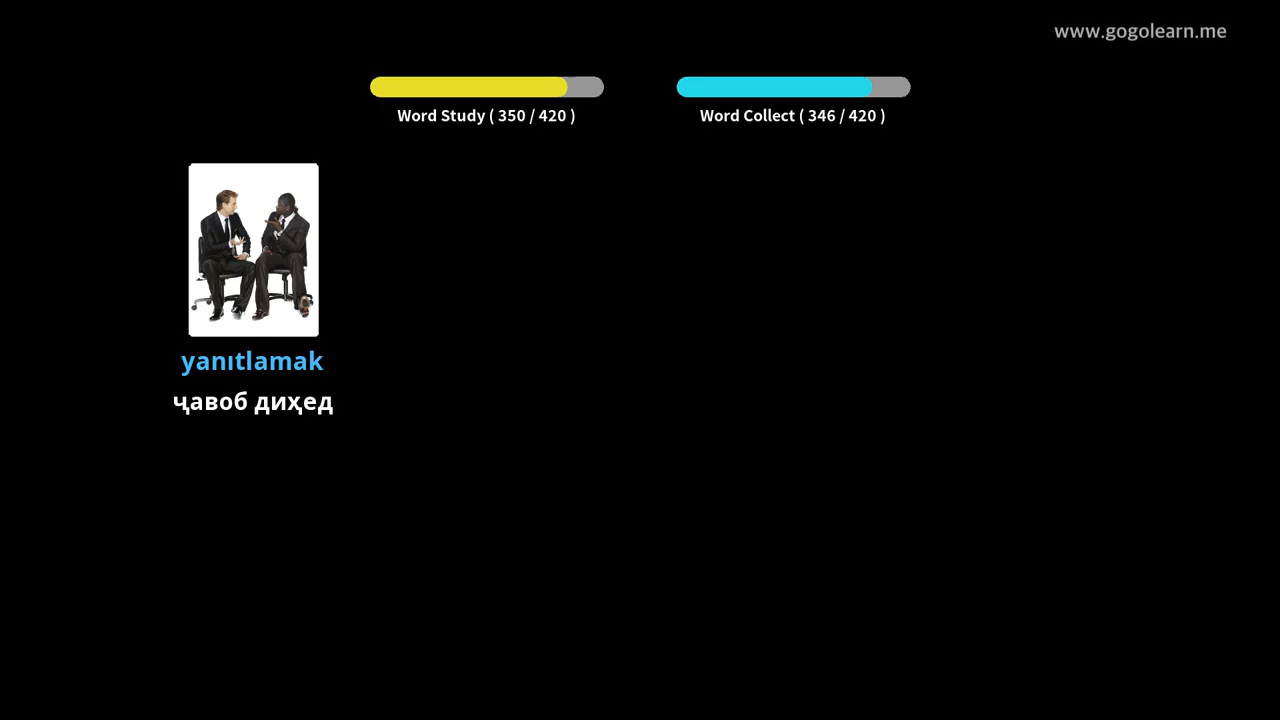 www.gogolearn.me
Word Study ( 350 / 420 )
Word Collect ( 346 / 420 )
yanıtlamak
ҷавоб диҳед